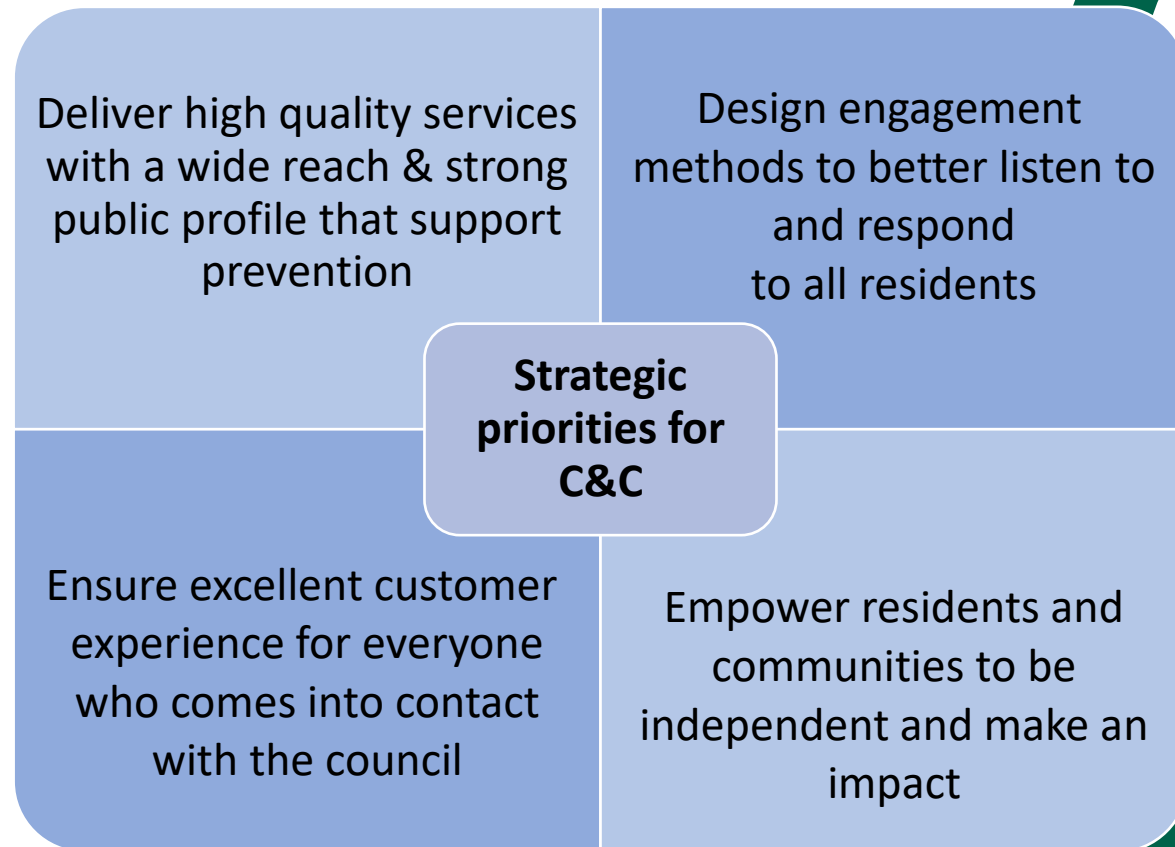 Deliver high quality services
with a wide reach & strong
public profile that support
prevention
Design engagement
methods to better listen to
and respond
to all residents
Strategic
priorities for
C&C
Ensure excellent customer
experience for everyone
who comes into contact
with the council
Empower residents and
communities to be
independent and make an
impact